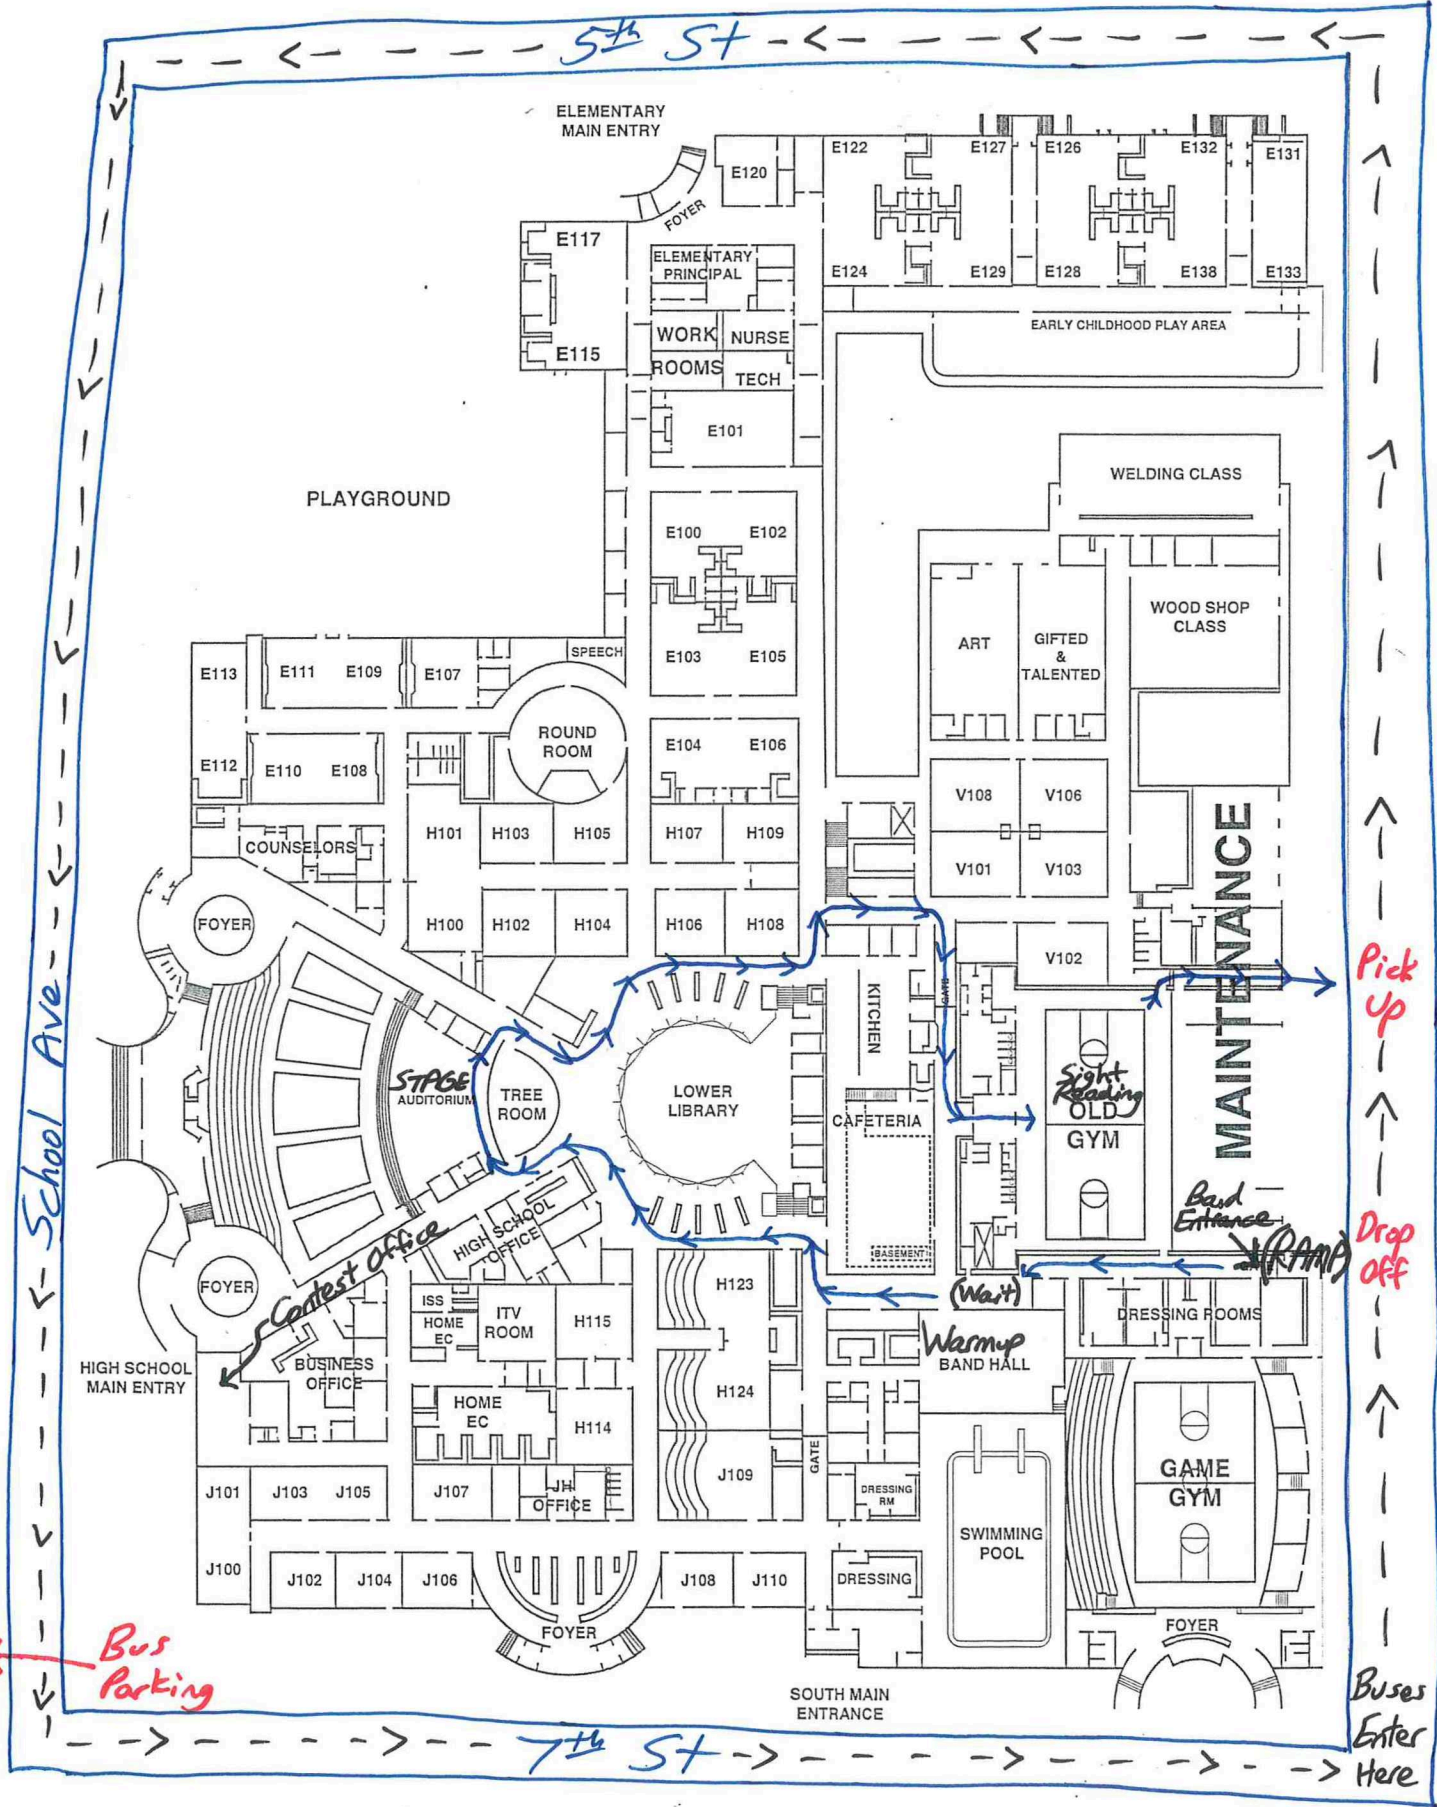 5th St
ELEMENTARY
MAIN ENTRY
FOYER
E120
E122
E127
E126
E132
E131
E124
E129
E128
E138
E133
E117
E115
ELEMENTARY
PRINCIPAL
WORK
ROOMS
NURSE
TECH
EARLY CHILDHOOD PLAY AREA
E101
PLAYGROUND
WELDING CLASS
E100
E102
E103
E105
WOOD SHOP
CLASS
ART
GIFTED
&
TALENTED
SPEECH
E113
E111
E109
E107
ROUND
ROOM
E104
E106
E112
E110
E108
V108
V106
V101
V103
COUNSELORS
H101
H103
H105
H107
H109
H100
H102
H104
H106
H108
V102
MAINTENANCE
FOYER
School Ave
Pick
Up
KITCHEN
GATE
STAGE
AUDITORIUM
TREE
ROOM
LOWER
LIBRARY
CAFETERIA
Sight
Reading
OLD
GYM
Band
Entrance
(RAMP)
Drop
Off
BASEMENT
HIGH SCHOOL
OFFICE
Contest Office
FOYER
(Wait)
H123
ISS
HOME
EC
ITV
ROOM
H115
DRESSING ROOMS
Warmup
BAND HALL
HIGH SCHOOL
MAIN ENTRY
BUSINESS
OFFICE
H124
HOME
EC
H114
GATE
J109
GAME
GYM
J101
J103
J105
J107
JH
OFFICE
DRESSING
RM
SWIMMING
POOL
J100
J102
J104
J106
J108
J110
DRESSING
FOYER
FOYER
Bus
Parking
SOUTH MAIN
ENTRANCE
Buses
Enter
Here
7th St